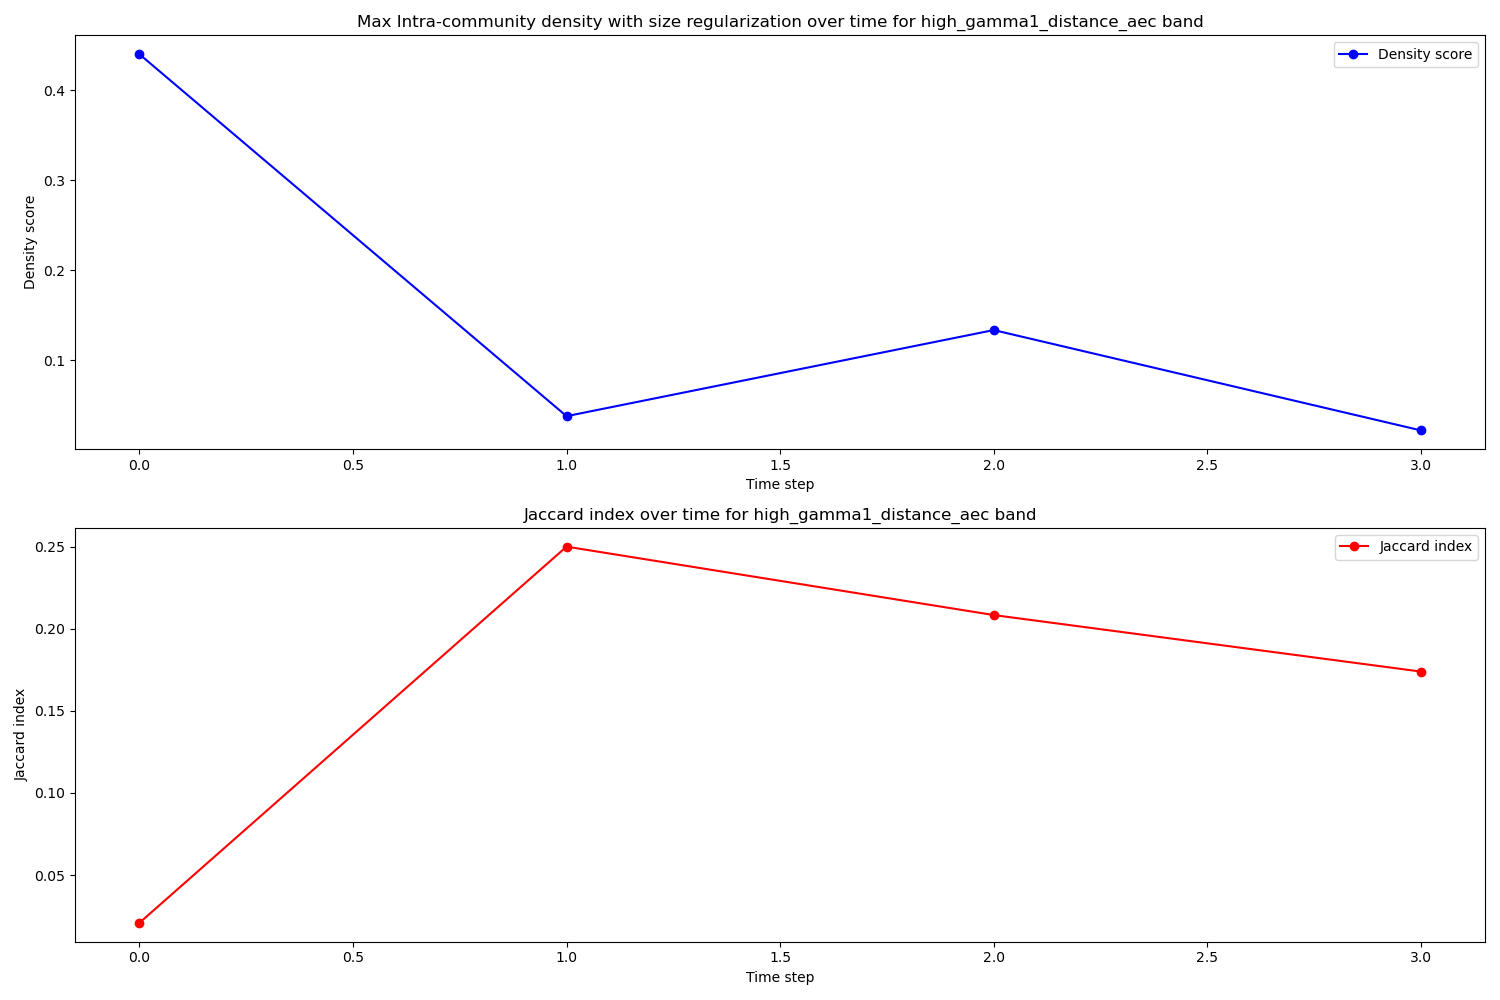 Max Intra-community density with size regularization over time for high_gamma1_distance_aec band
Density score
0.4
0.3
0.2
0.1
Density score
0.0 0.5 1.0 1.5 2.0 2.5 3.0
Time step
Jaccard index over time for high_gamma1_distance_aec band
Jaccard index
0.25
0.20
0.15
0.10
0.05
Jaccard index
0.0 0.5 1.0 1.5 2.0 2.5 3.0
Time step